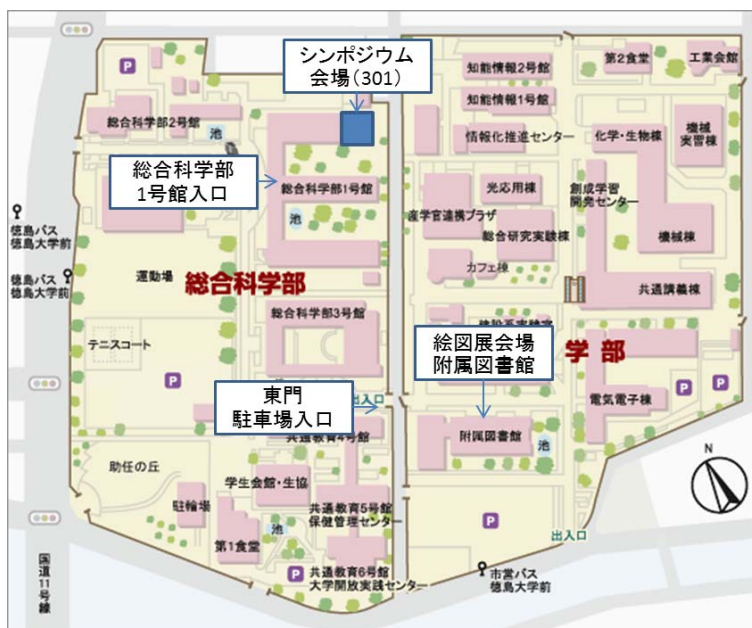 シンポジウム
会場(301)
総合科学部2号館
池
総合科学部
1号館入口
総合科学部1号館
池
徳島バス
徳島大学前
徳島バス
徳島大学前
運動場
総合科学部
総合科学部3号館
テニスコート
東門
駐車場入口
出入口
共通教育4号館
助任の丘
学生会館・生協
駐輪場
共通教育5号館
保健管理センター
池
第1食堂
共通教育6号館
大学開放実践センター
国道11号線
P
P
P
知能情報2号館
第2食堂
工業会館
知能情報1号館
情報化推進センター
化学・生物棟
機械
実習棟
光応用棟
創成学習
開発センター
産学官連携プラザ
総合研究実験棟
機械棟
カフェ棟
共通講義棟
絵図展会場
附属図書館
学部
電気電子棟
P
P
附属図書館
池
N
P
出入口
市営バス
徳島大学前